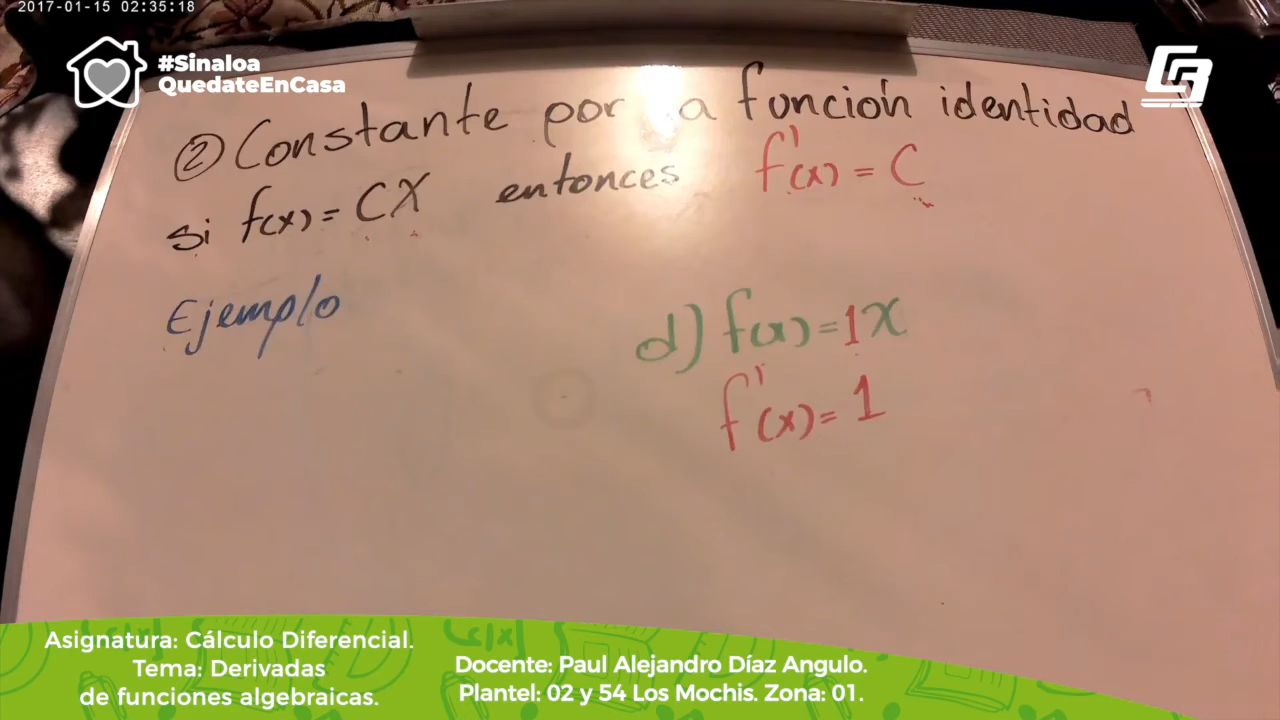 2017-01-15 02:35:18
#Sinaloa
QuedateEnCasa
CB
② Constante por a función identidad
si f(x) = CX entonces f'(x) = C
Ejemplo
d) f(x) = 1X
f'(x) = 1
Asignatura: Cálculo Diferencial.
Tema: Derivadas
de funciones algebraicas.
Docente: Paul Alejandro Díaz Angulo.
Plantel: 02 y 54 Los Mochis. Zona: 01.